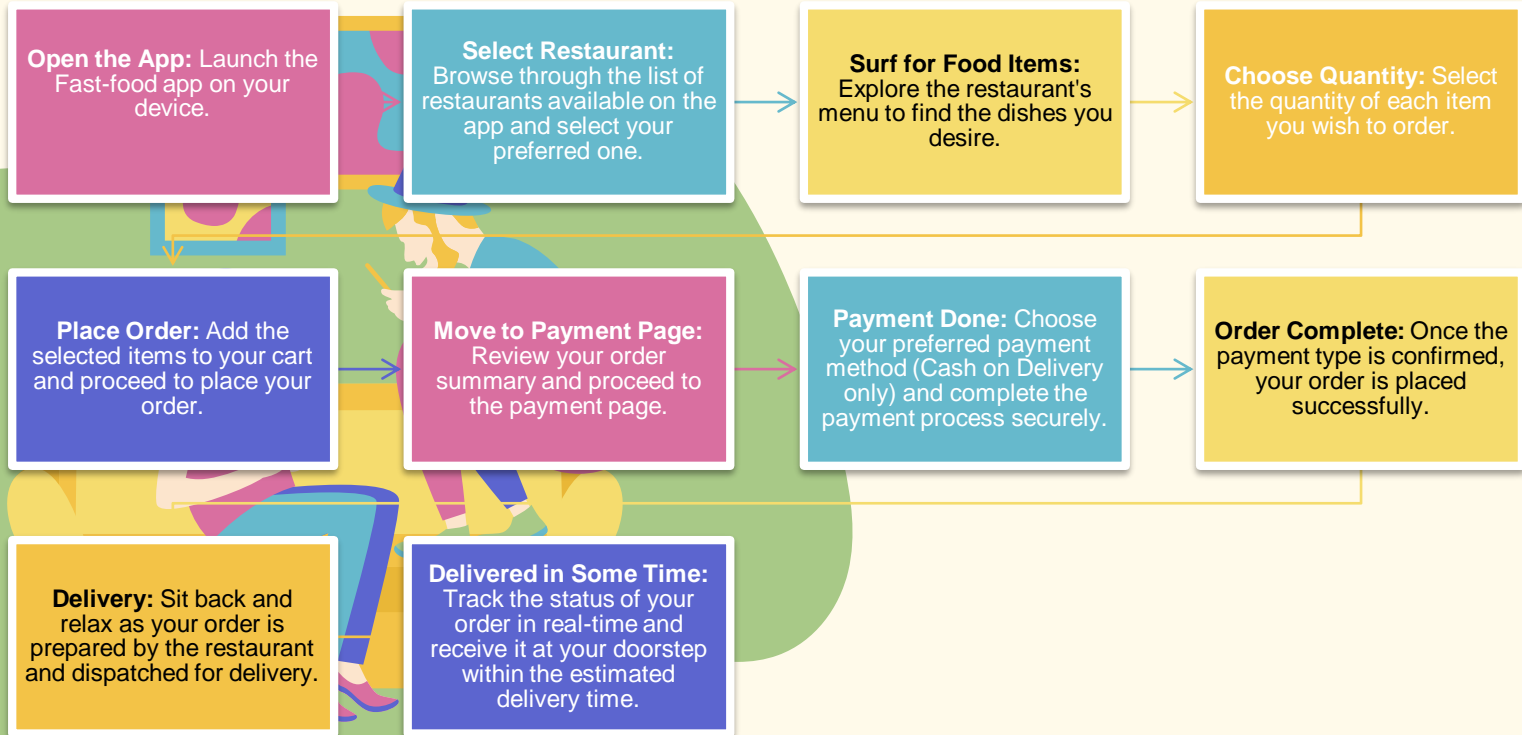 Open the App: Launch the
Fast-food app on your
device.
Select Restaurant:
Browse through the list of
restaurants available on the
app and select your
preferred one.
Surf for Food Items:
Explore the restaurant's
menu to find the dishes you
desire.
Choose Quantity: Select
the quantity of each item
you wish to order.
Place Order: Add the
selected items to your cart
and proceed to place your
order.
Move to Payment Page:
Review your order
summary and proceed to
the payment page.
Payment Done: Choose
your preferred payment
method (Cash on Delivery
only) and complete the
payment process securely.
Order Complete: Once the
payment type is confirmed,
your order is placed
successfully.
Delivery: Sit back and
relax as your order is
prepared by the restaurant
and dispatched for delivery.
Delivered in Some Time:
Track the status of your
order in real-time and
receive it at your doorstep
within the estimated
delivery time.